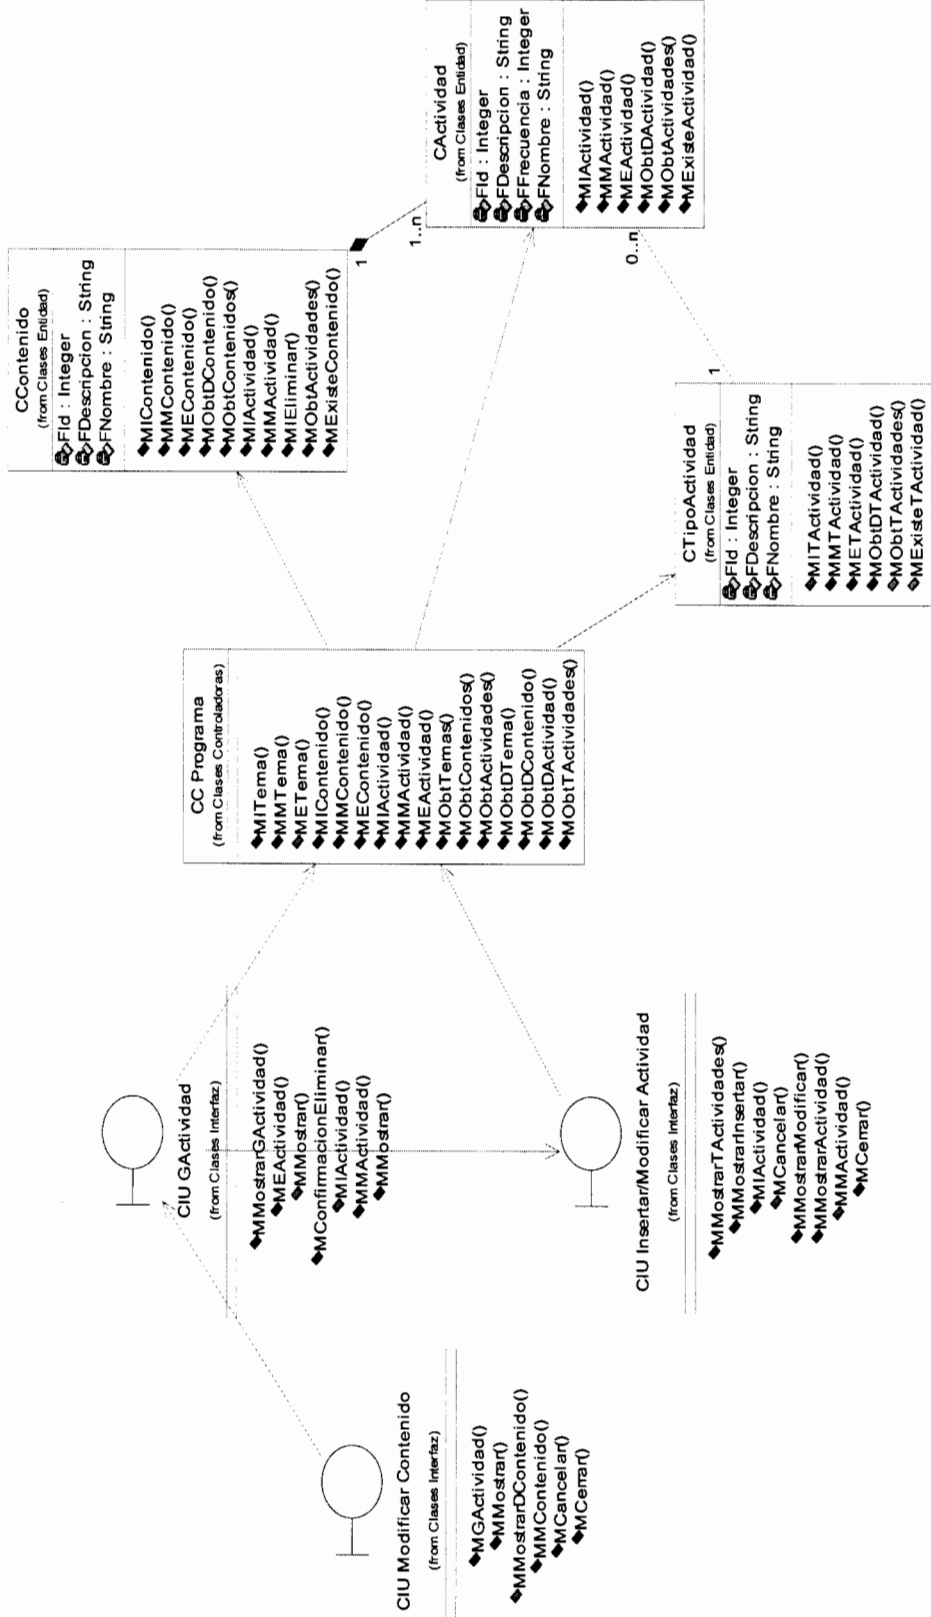 CIU Modificar Contenido
(from Clases Interfaz)
MGActividad()
MMostrar()
MMostrarDContenido()
MMContenido()
MCancelar()
MCerrar()
CIU GActividad
(from Clases Interfaz)
MMostrarGActividad()
MEActividad()
MMostrar()
MConfirmacionEliminar()
MIActividad()
MMActividad()
MMostrar()
CIU Insertar/Modificar Actividad
(from Clases Interfaz)
MMostrarTActividades()
MMostrarInsertar()
MIActividad()
MCancelar()
MMostrarModificar()
MMostrarActividad()
MMActividad()
MCerrar()
CC Programa
(from Clases Controladoras)
MITema()
MMTema()
METema()
MIContenido()
MMContenido()
MEContenido()
MIActividad()
MMActividad()
MEActividad()
MObtTemas()
MObtContenidos()
MObtActividades()
MObtDTema()
MObtDContenido()
MObtDActividad()
MObtTActividades()
CContenido
(from Clases Entidad)
FId : Integer
FDescripcion : String
FNombre : String
MIContenido()
MMContenido()
MEContenido()
MObtDContenido()
MObtContenidos()
MIActividad()
MMActividad()
MIEliminar()
MObtActividades()
MExisteContenido()
1
1..n
CActividad
(from Clases Entidad)
FId : Integer
FDescripcion : String
FFrecuencia : Integer
FNombre : String
MIActividad()
MMActividad()
MEActividad()
MObtDActividad()
MObtActividades()
MExisteActividad()
0..n
1
CTipoActividad
(from Clases Entidad)
FId : Integer
FDescripcion : String
FNombre : String
MITActividad()
MMTActividad()
METActividad()
MObtDTActividad()
MObtTActividades()
MExisteTActividad()